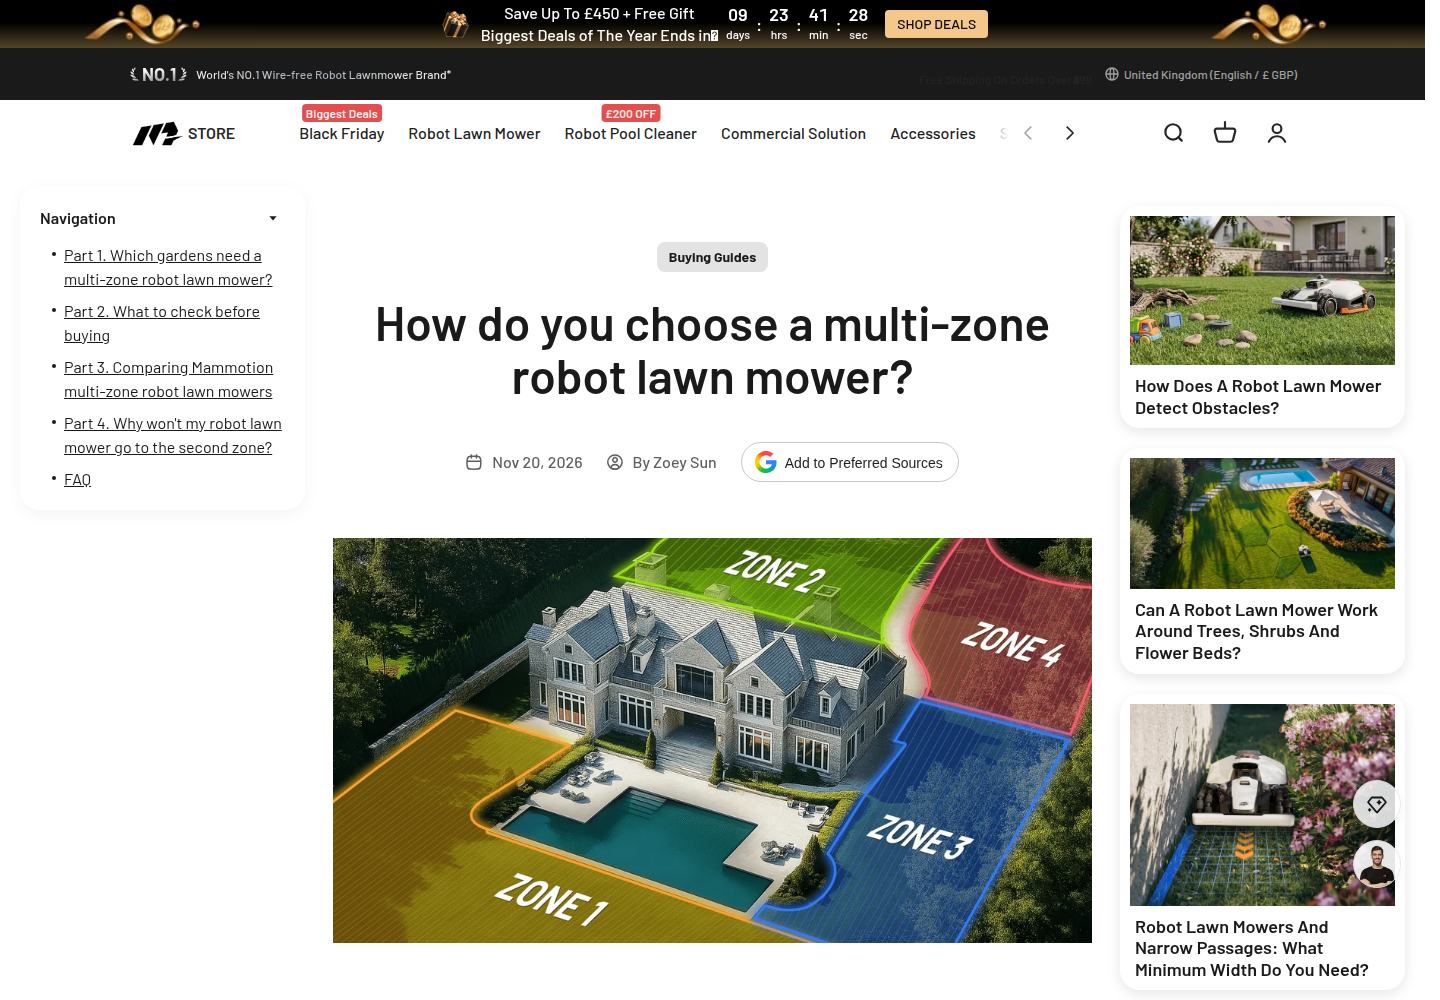 Save Up To £450 + Free Gift
Biggest Deals of The Year Ends in
09 days : 23 hrs : 41 min : 28 sec
SHOP DEALS
NO.1
World's NO.1 Wire-free Robot Lawnmower Brand*
Free Shipping On Orders Over
United Kingdom (English / £ GBP)
STORE
Biggest Deals
£200 OFF
Black Friday
Robot Lawn Mower
Robot Pool Cleaner
Commercial Solution
Accessories
Navigation
Part 1. Which gardens need a
multi-zone robot lawn mower?
Part 2. What to check before
buying
Part 3. Comparing Mammotion
multi-zone robot lawn mowers
Part 4. Why won't my robot lawn
mower go to the second zone?
FAQ
Buying Guides
How do you choose a multi-zone
robot lawn mower?
Nov 20, 2026
By Zoey Sun
Add to Preferred Sources
ZONE 2
ZONE 4
ZONE 3
ZONE 1
How Does A Robot Lawn Mower
Detect Obstacles?
Can A Robot Lawn Mower Work
Around Trees, Shrubs And
Flower Beds?
Robot Lawn Mowers And
Narrow Passages: What
Minimum Width Do You Need?